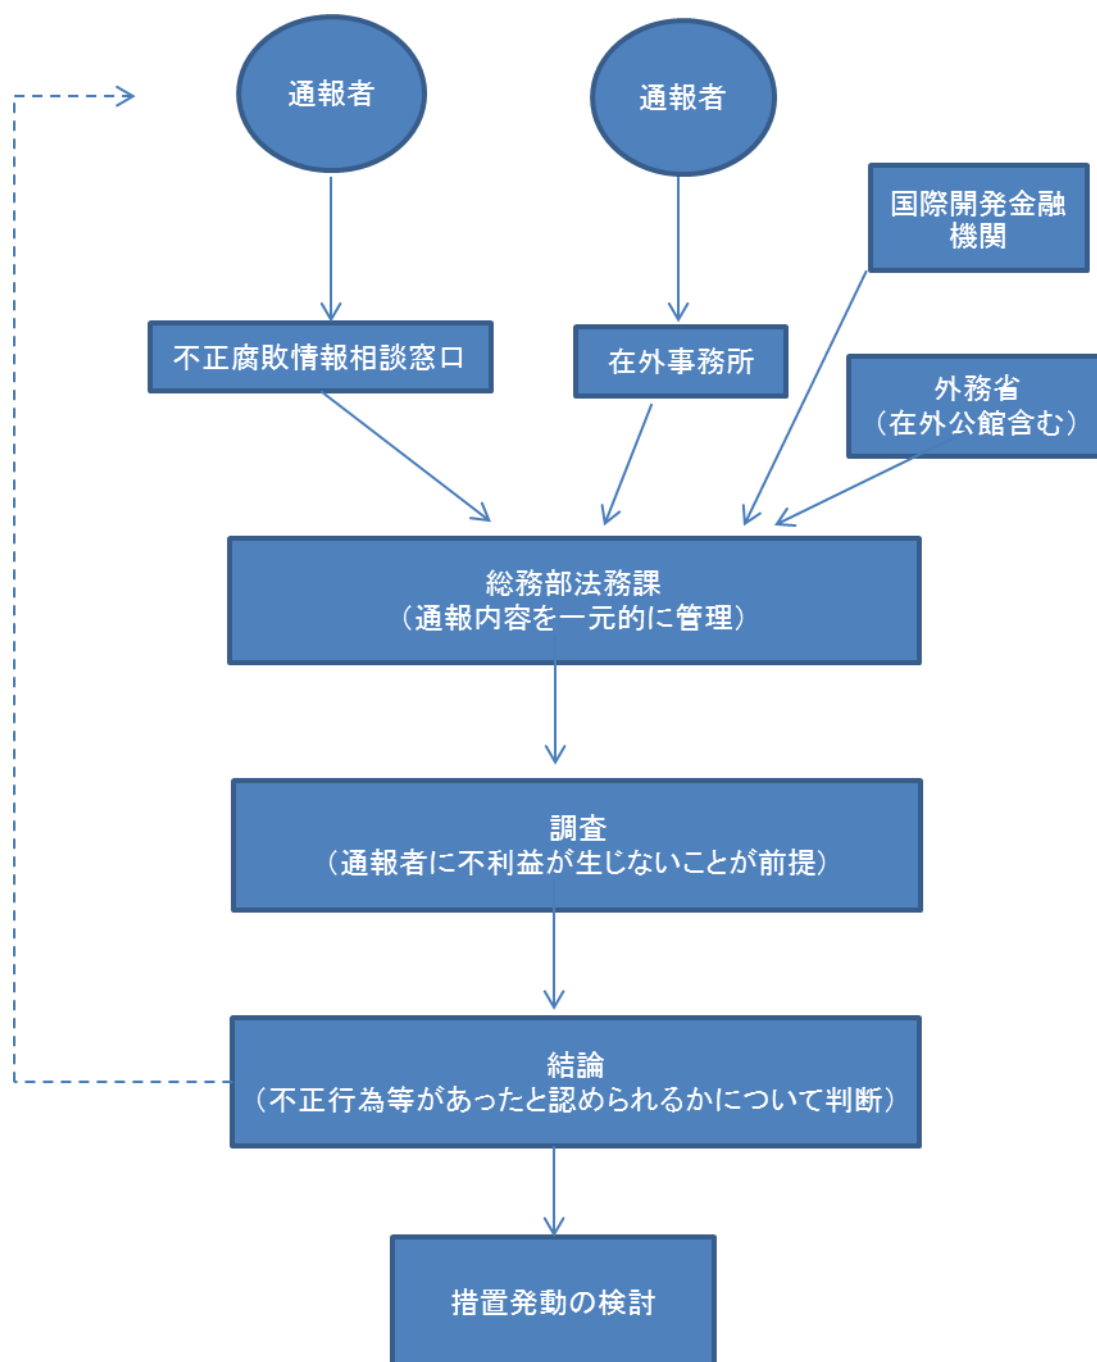 通報者
通報者
国際開発金融
機関
不正腐敗情報相談窓口
在外事務所
外務省
（在外公館含む）
総務部法務課
（通報内容を一元的に管理）
調査
（通報者に不利益が生じないことが前提）
結論
（不正行為等があったと認められるかについて判断）
措置発動の検討